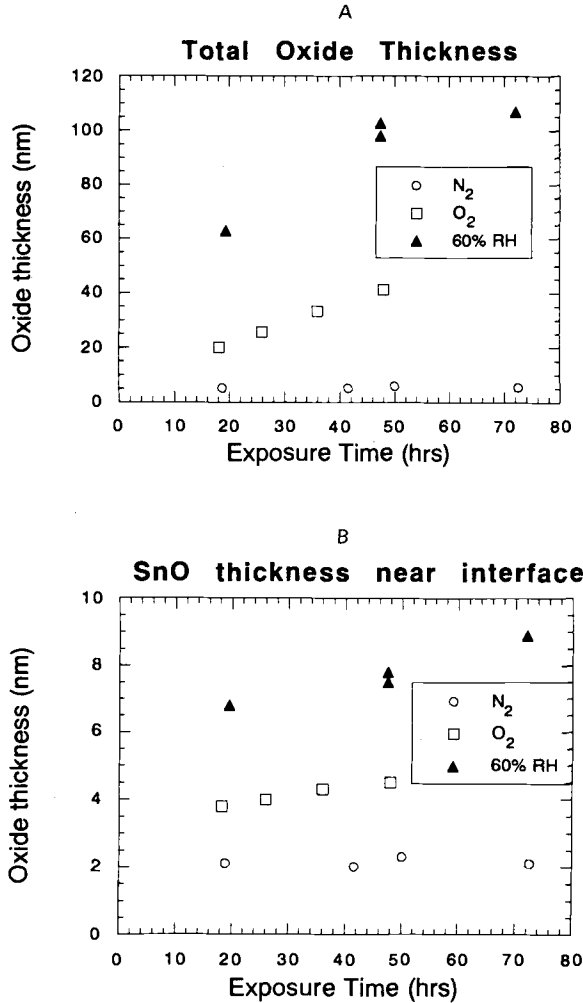 A
Total Oxide Thickness
120
100
80
60
40
20
0
Oxide thickness (nm)
N2
O2
60% RH
0 10 20 30 40 50 60 70 80
Exposure Time (hrs)
B
SnO thickness near interface
10
8
6
4
2
0
Oxide thickness (nm)
N2
O2
60% RH
0 10 20 30 40 50 60 70 80
Exposure Time (hrs)